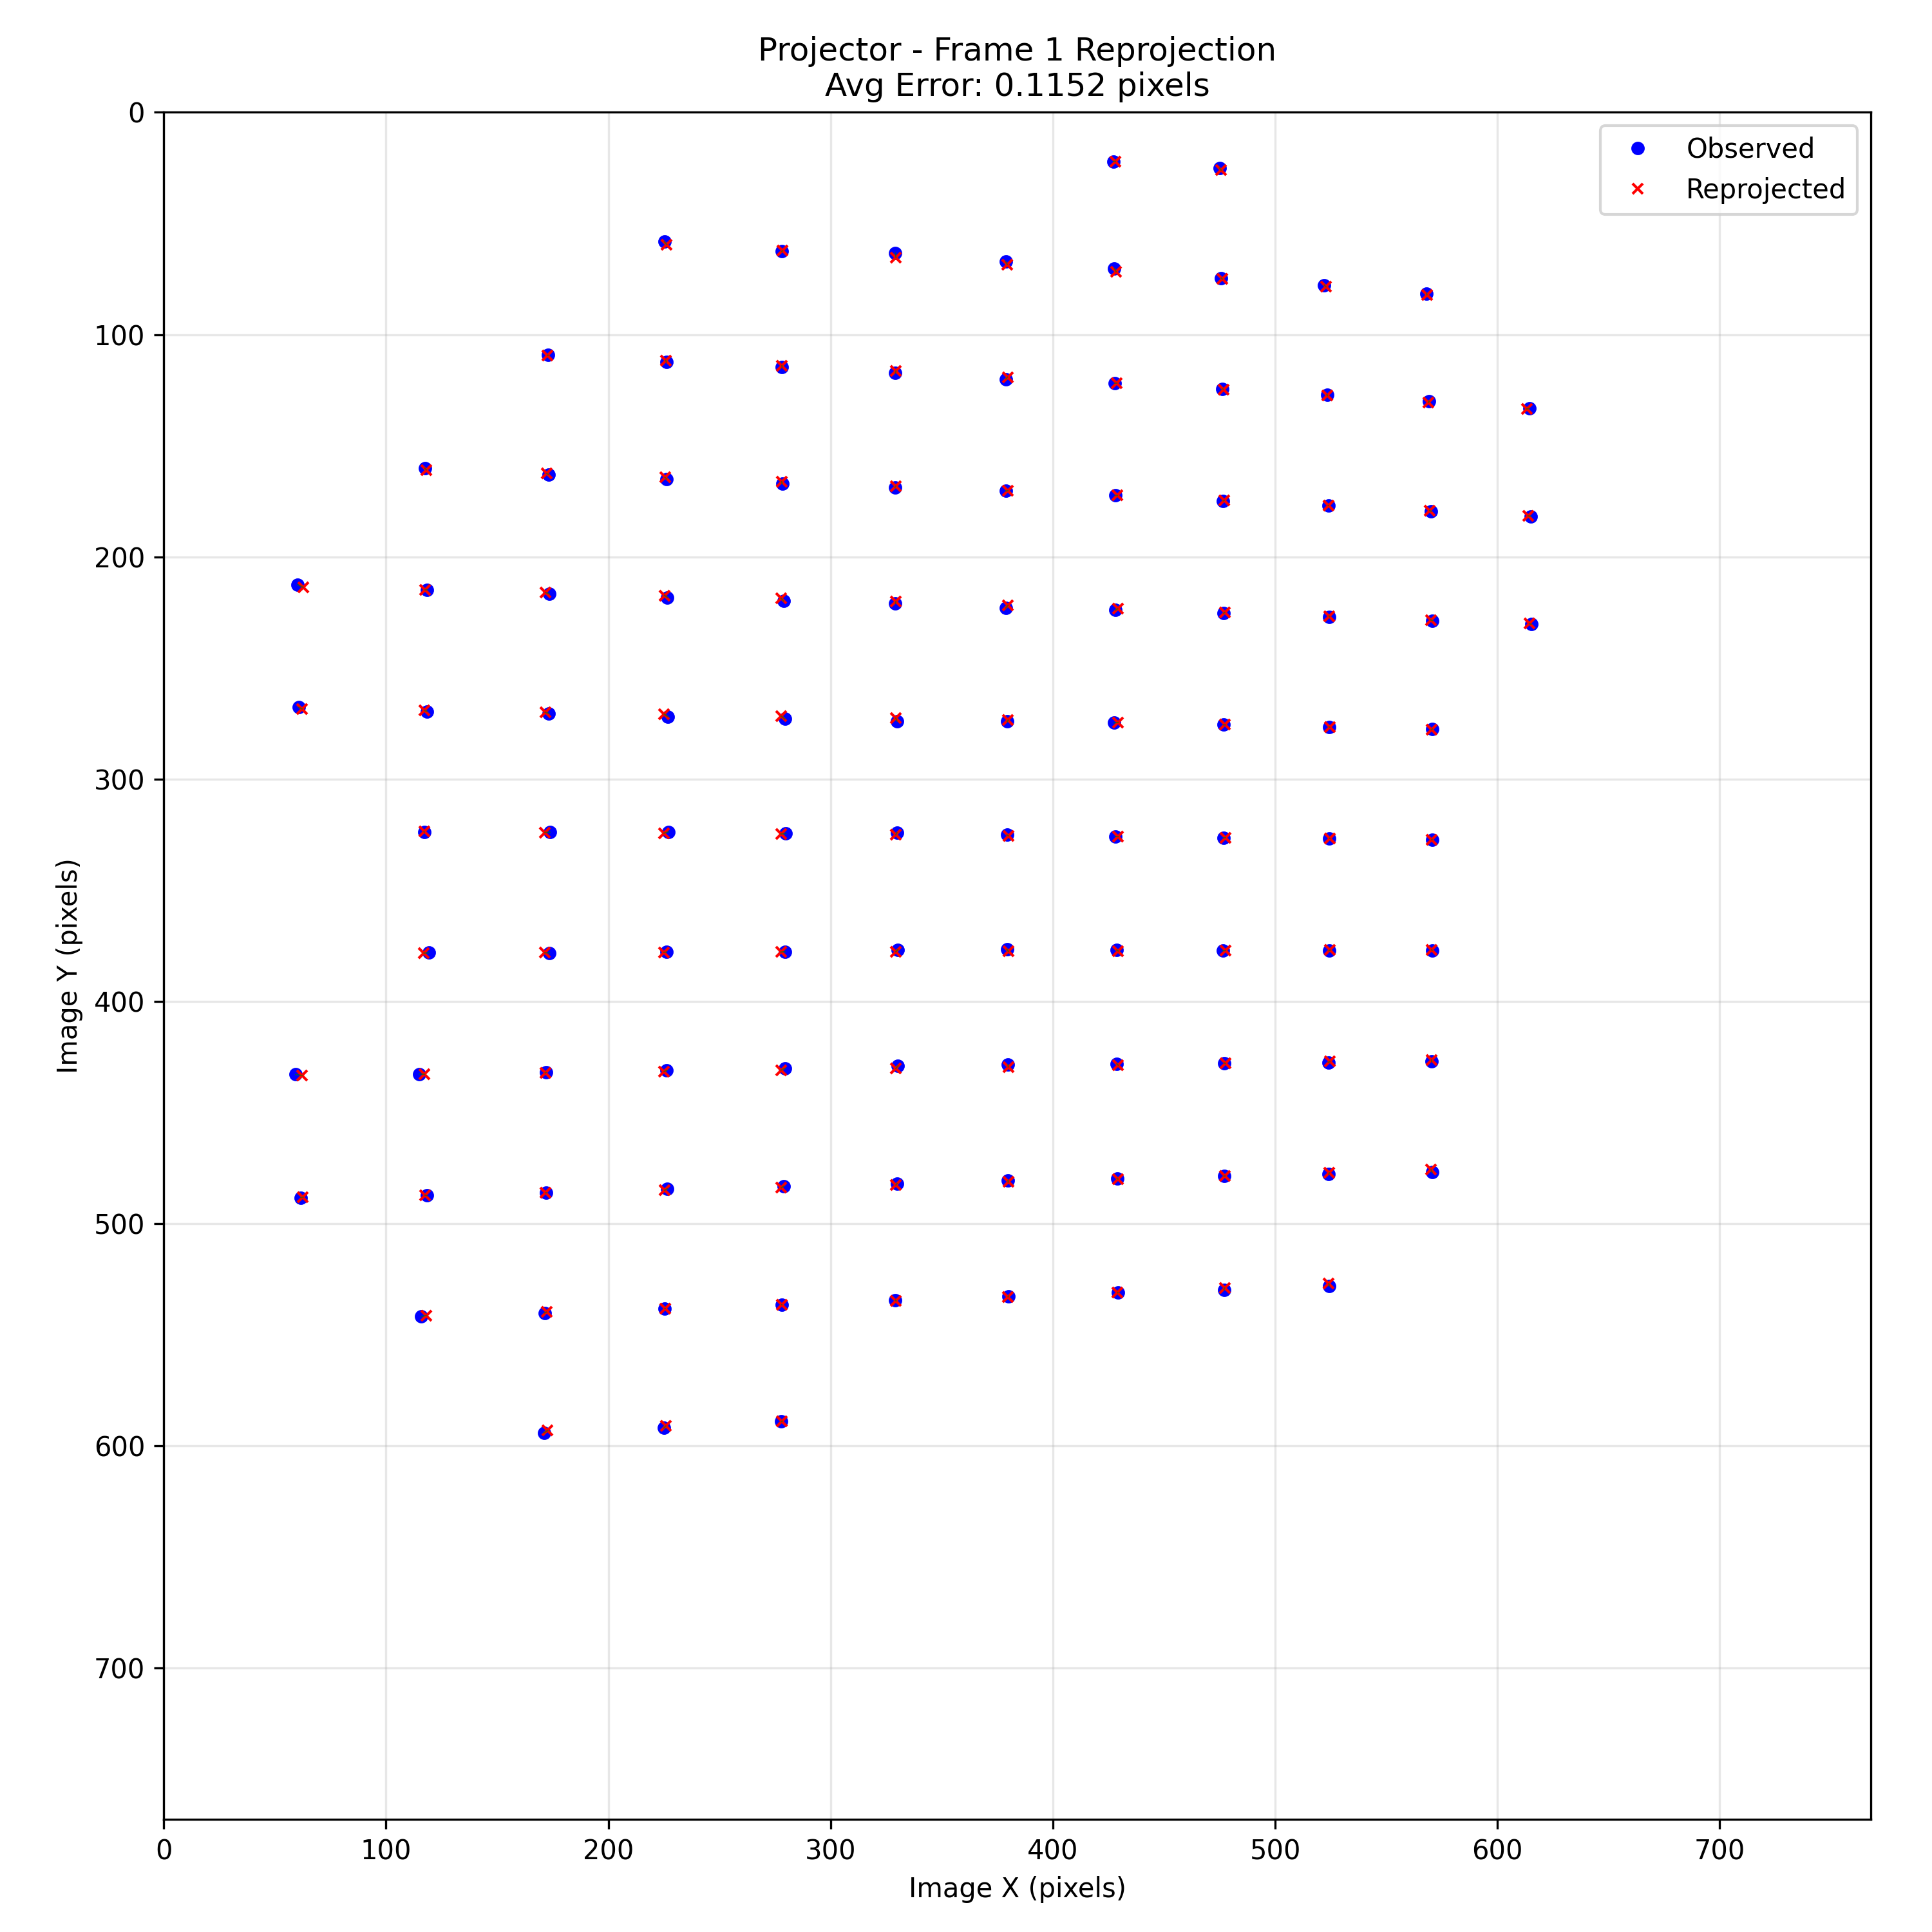 Projector - Frame 1 Reprojection
Avg Error: 0.1152 pixels
Observed
Reprojected
0
100
200
300
400
500
600
700
Image Y (pixels)
0 100 200 300 400 500 600 700
Image X (pixels)